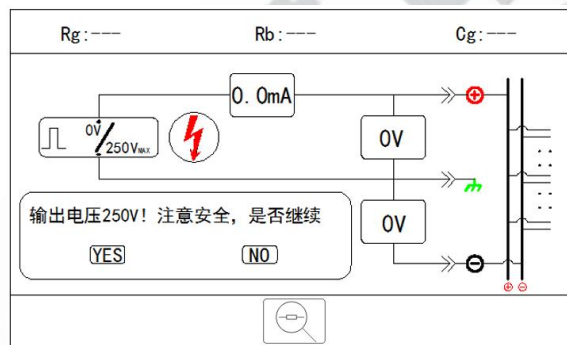 Rg:--- Rb:--- Cg:---
0.0mA
0V
250VMAX
0V
输出电压250V! 注意安全, 是否继续
YES NO
0V